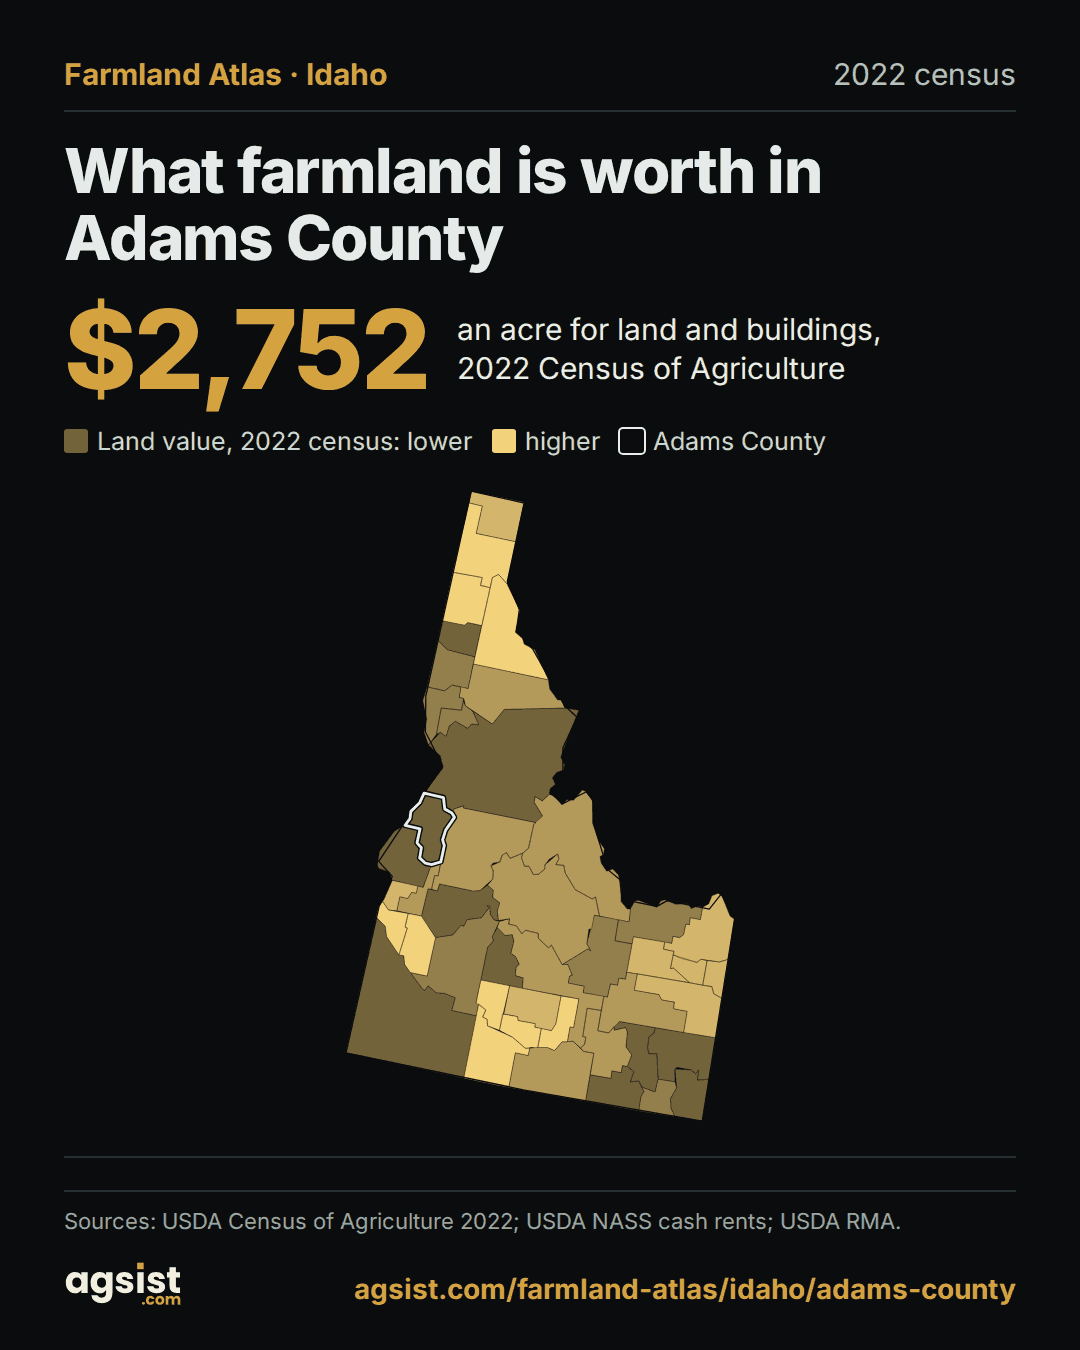 Farmland Atlas · Idaho
2022 census
What farmland is worth in
Adams County
$2,752
an acre for land and buildings,
2022 Census of Agriculture
Land value, 2022 census: lower
higher
Adams County
Sources: USDA Census of Agriculture 2022; USDA NASS cash rents; USDA RMA.
agsist
.com
agsist.com/farmland-atlas/idaho/adams-county